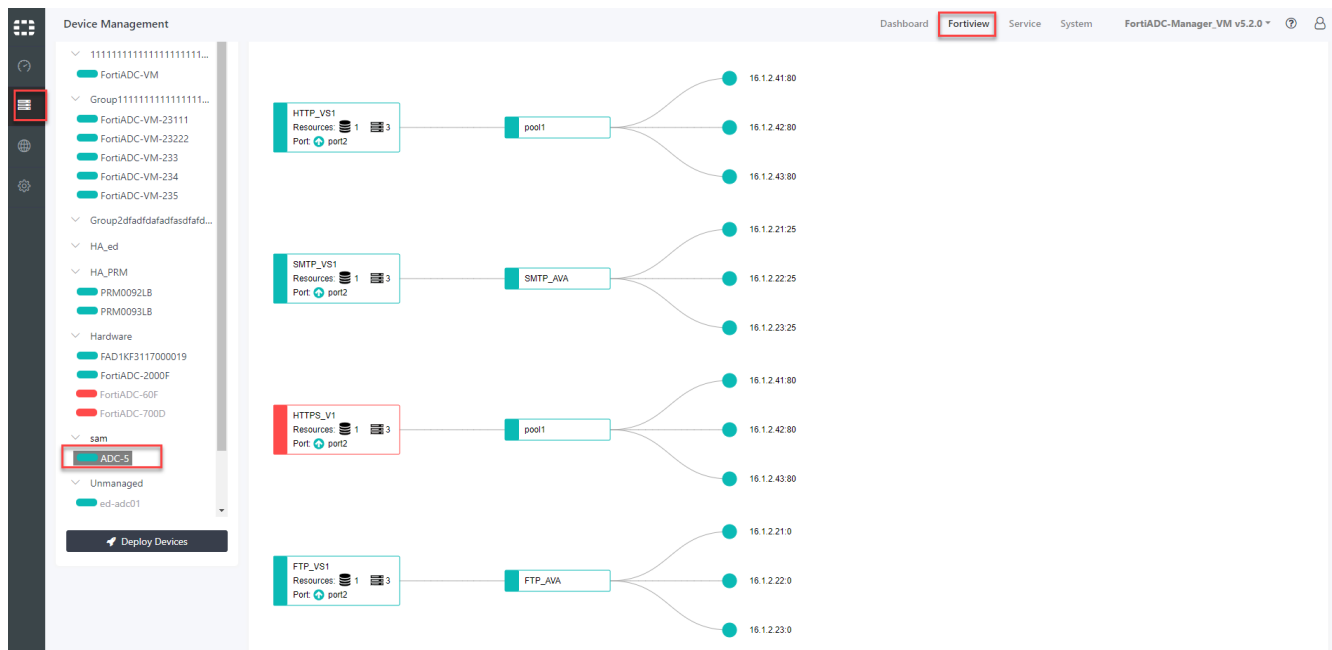 Device Management
Dashboard Fortiview Service System FortiADC-Manager_VM v5.2.0
11111111111111111111...
FortiADC-VM
Group1111111111111111...
FortiADC-VM-23111
FortiADC-VM-23222
FortiADC-VM-233
FortiADC-VM-234
FortiADC-VM-235
Group2dfadfdafadfasdfafd...
HA_ed
HA_PRM
PRM0092LB
PRM0093LB
Hardware
FAD1KF3117000019
FortiADC-2000F
FortiADC-60F
FortiADC-700D
sam
ADC-5
Unmanaged
ed-adc01
Deploy Devices
HTTP_VS1
Resources: 1 3
Port: port2
pool1
16.1.2.41:80
16.1.2.42:80
16.1.2.43:80
SMTP_VS1
Resources: 1 3
Port: port2
SMTP_AVA
16.1.2.21:25
16.1.2.22:25
16.1.2.23:25
HTTPS_V1
Resources: 1 3
Port: port2
pool1
16.1.2.41:80
16.1.2.42:80
16.1.2.43:80
FTP_VS1
Resources: 1 3
Port: port2
FTP_AVA
16.1.2.21:0
16.1.2.22:0
16.1.2.23:0